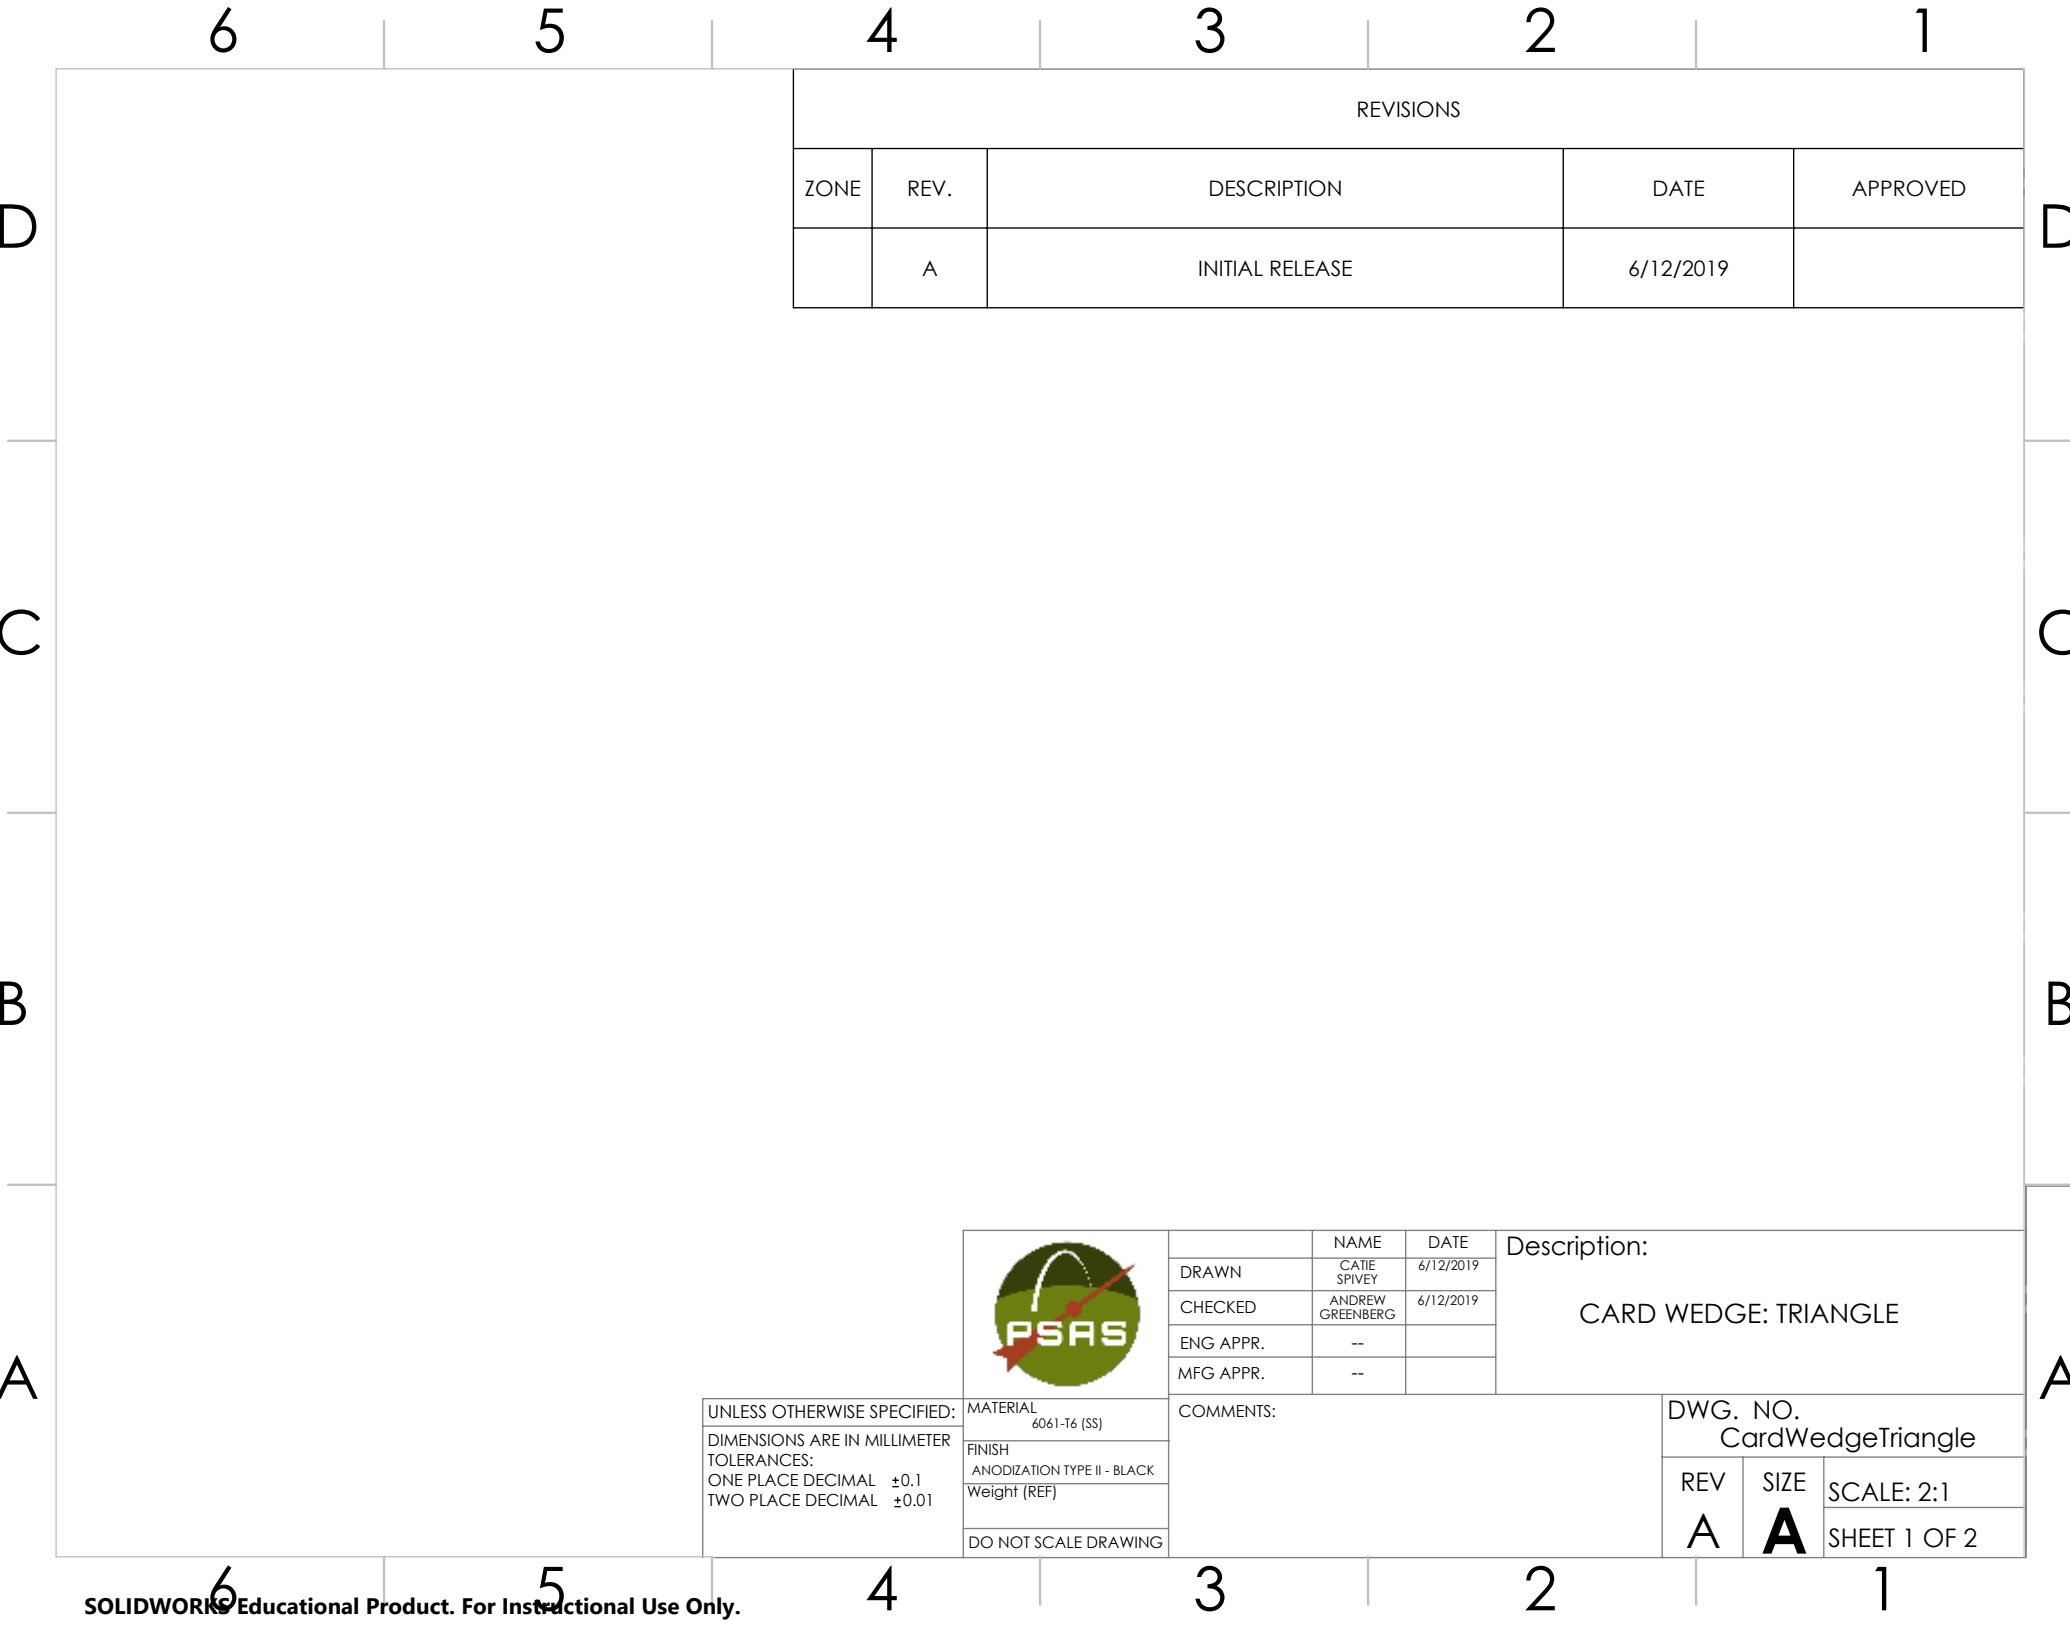 6 5 4 3 2 1
REVISIONS
ZONE REV. DESCRIPTION DATE APPROVED
D D
A INITIAL RELEASE 6/12/2019
C C
B B
NAME DATE
Description:
DRAWN CATIE SPIVEY 6/12/2019
CHECKED ANDREW GREENBERG 6/12/2019
CARD WEDGE: TRIANGLE
PSAS
ENG APPR. --
MFG APPR. --
A A
UNLESS OTHERWISE SPECIFIED:
DIMENSIONS ARE IN MILLIMETER
TOLERANCES:
ONE PLACE DECIMAL ±0.1
TWO PLACE DECIMAL ±0.01
MATERIAL
6061-T6 (SS)
FINISH
ANODIZATION TYPE II - BLACK
Weight (REF)
DO NOT SCALE DRAWING
COMMENTS:
DWG. NO.
CardWedgeTriangle
REV
A
SIZE
A
SCALE: 2:1
SHEET 1 OF 2
6 5 4 3 2 1
SOLIDWORKS Educational Product. For Instructional Use Only.